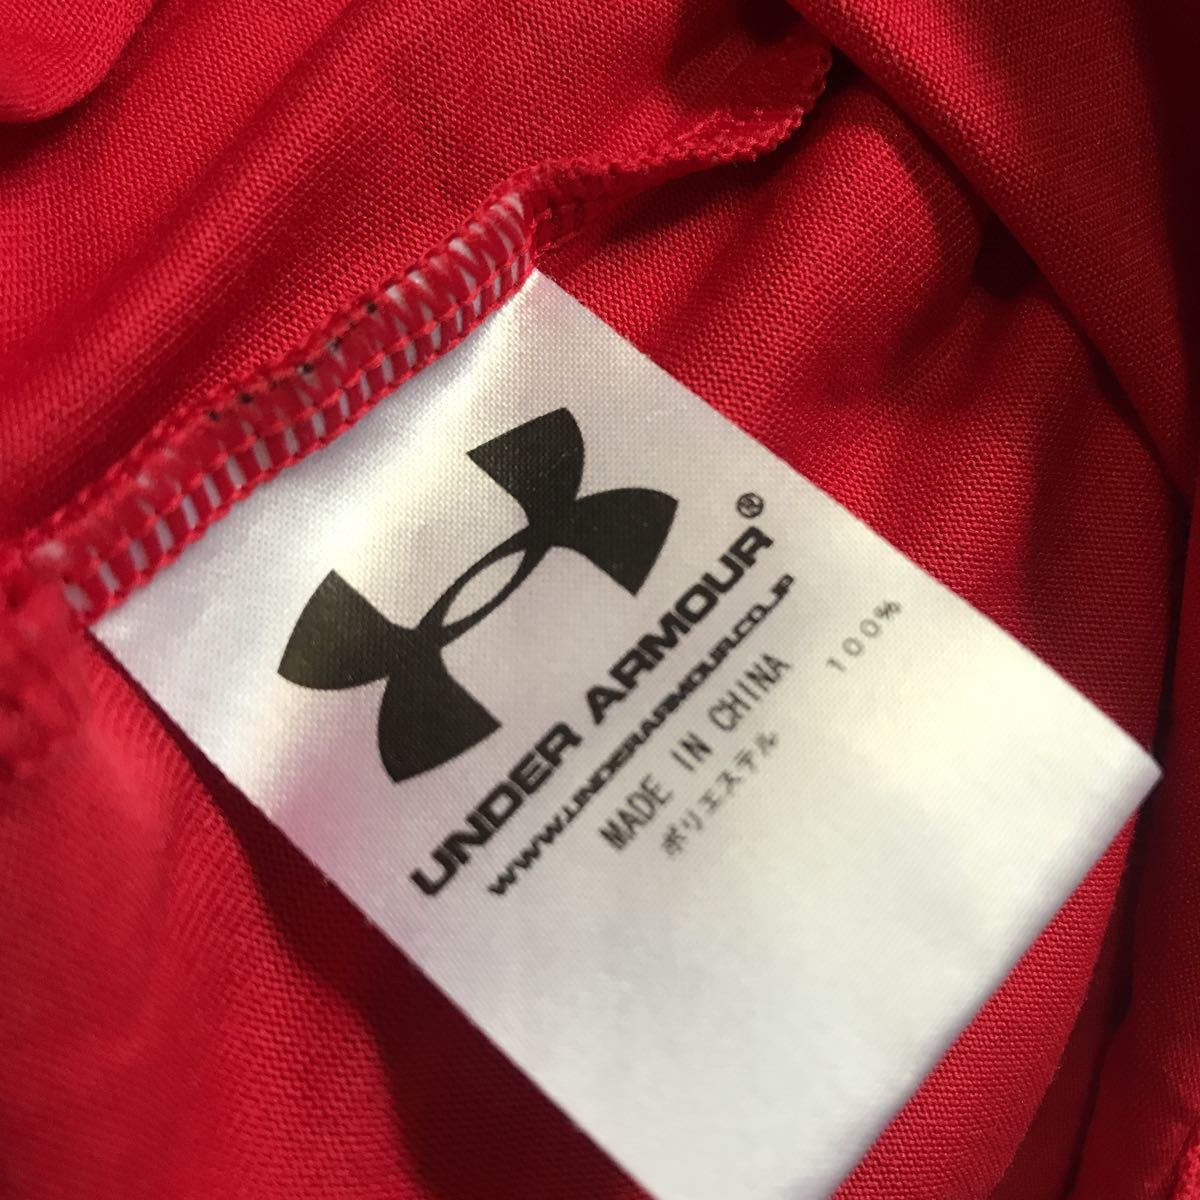 UNDER ARMOUR®
WWW.UNDERARMOUR.CO.JP
MADE IN CHINA
ポリエステル 100%